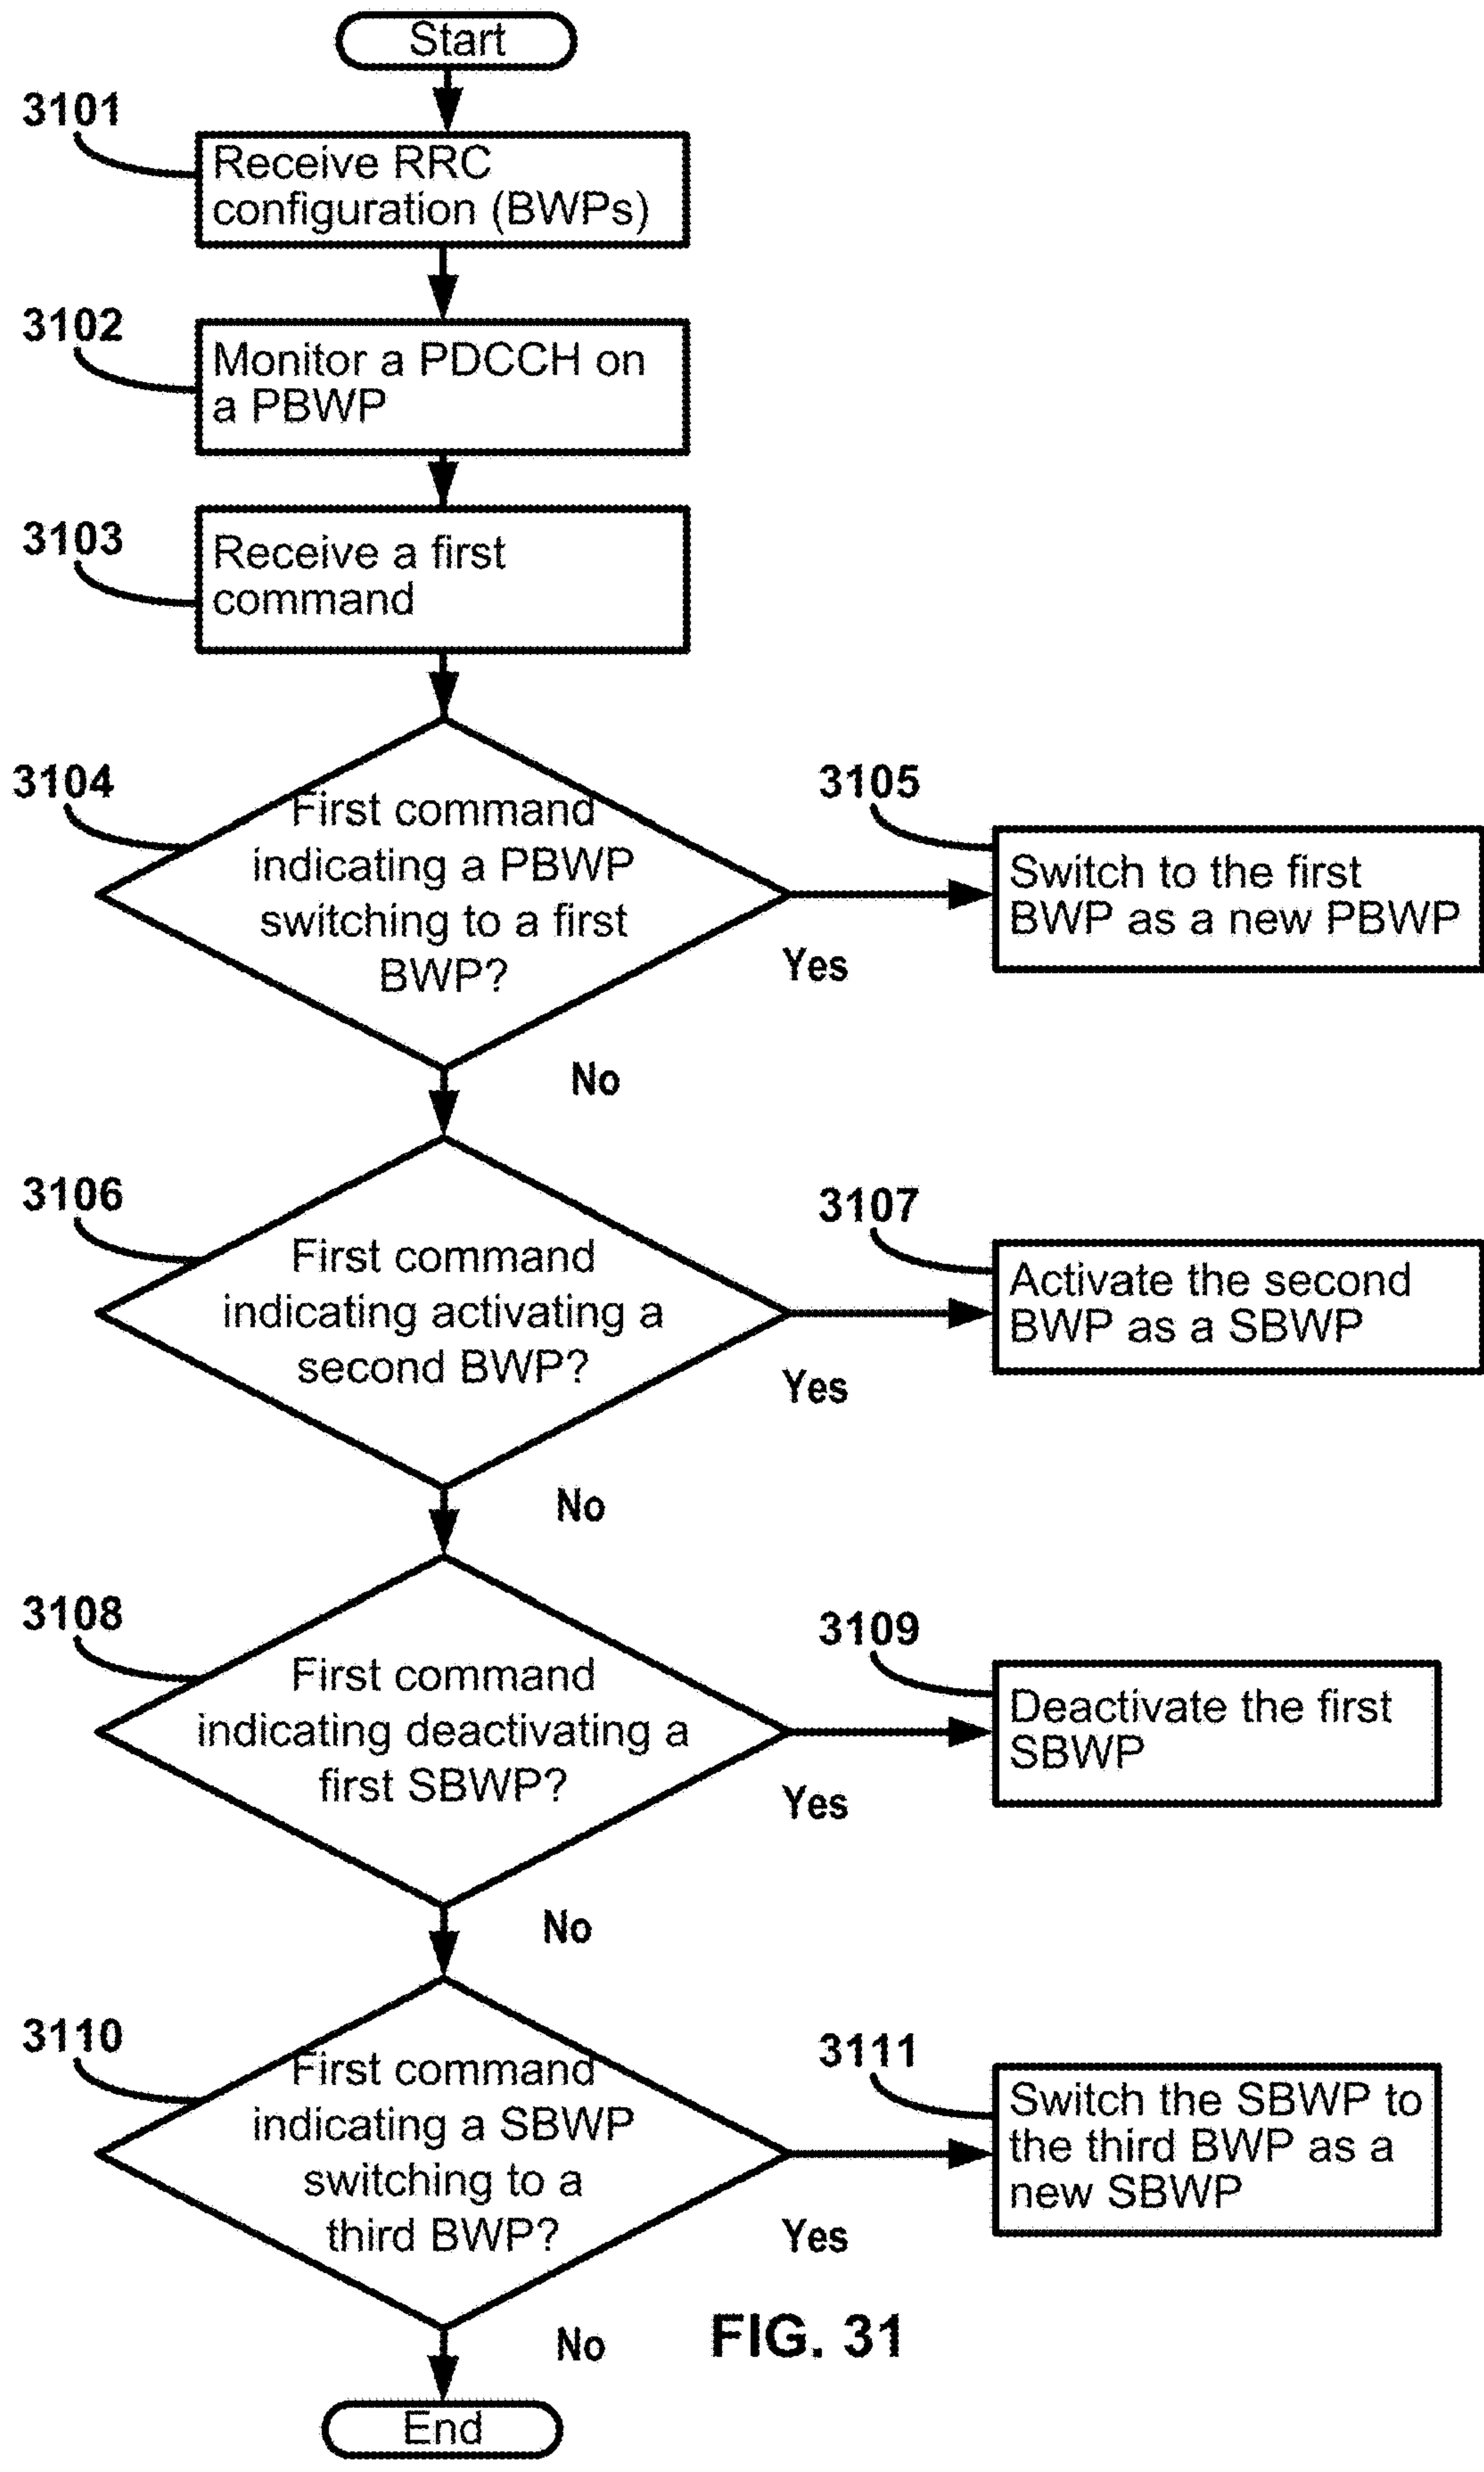 Start
3101
Receive RRC
configuration (BWPs)
3102
Monitor a PDCCH on
a PBWP
3103
Receive a first
command
3104
First command
indicating a PBWP
switching to a first
BWP?
Yes
No
3105
Switch to the first
BWP as a new PBWP
3106
First command
indicating activating a
second BWP?
Yes
No
3107
Activate the second
BWP as a SBWP
3108
First command
indicating deactivating a
first SBWP?
Yes
No
3109
Deactivate the first
SBWP
3110
First command
indicating a SBWP
switching to a
third BWP?
Yes
No
3111
Switch the SBWP to
the third BWP as a
new SBWP
FIG. 31
End